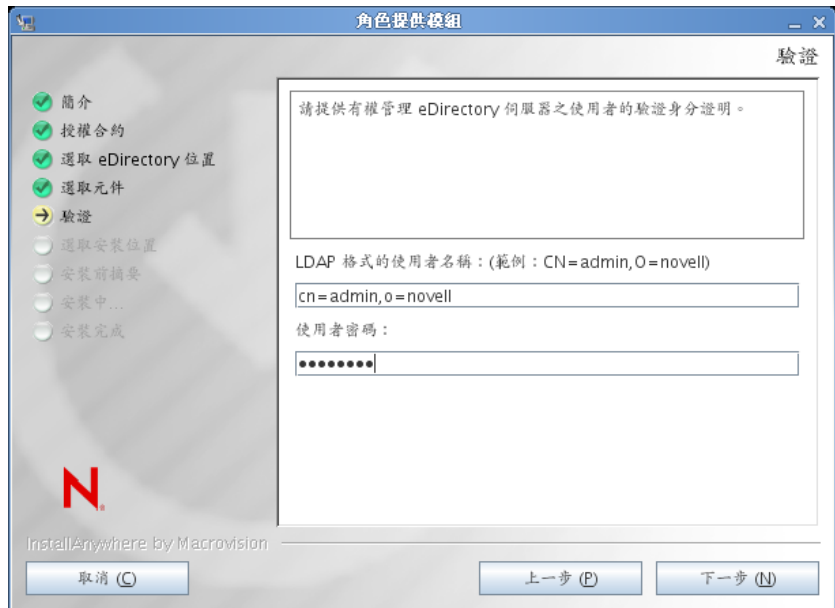 角色提供模組
驗證
簡介
授權合約
選取 eDirectory 位置
選取元件
驗證
選取安裝位置
安裝前摘要
安裝中...
安裝完成
請提供有權管理 eDirectory 伺服器之使用者的驗證身分證明。
LDAP 格式的使用者名稱：(範例：CN=admin,O=novell)
cn=admin,o=novell
使用者密碼：
●●●●●●●●
N
InstallAnywhere by Macrovision
取消 (C)
上一步 (P)
下一步 (N)